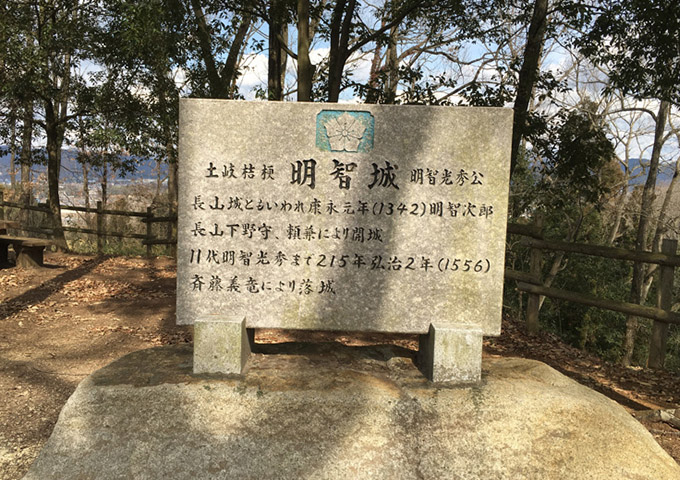 土岐桔梗 明智城 明智光秀公
長山城ともいわれ康永元年(1342)明智次郎
長山下野守、頼兼により開城
11代明智光秀まで215年弘治2年(1556)
斉藤義竜により落城